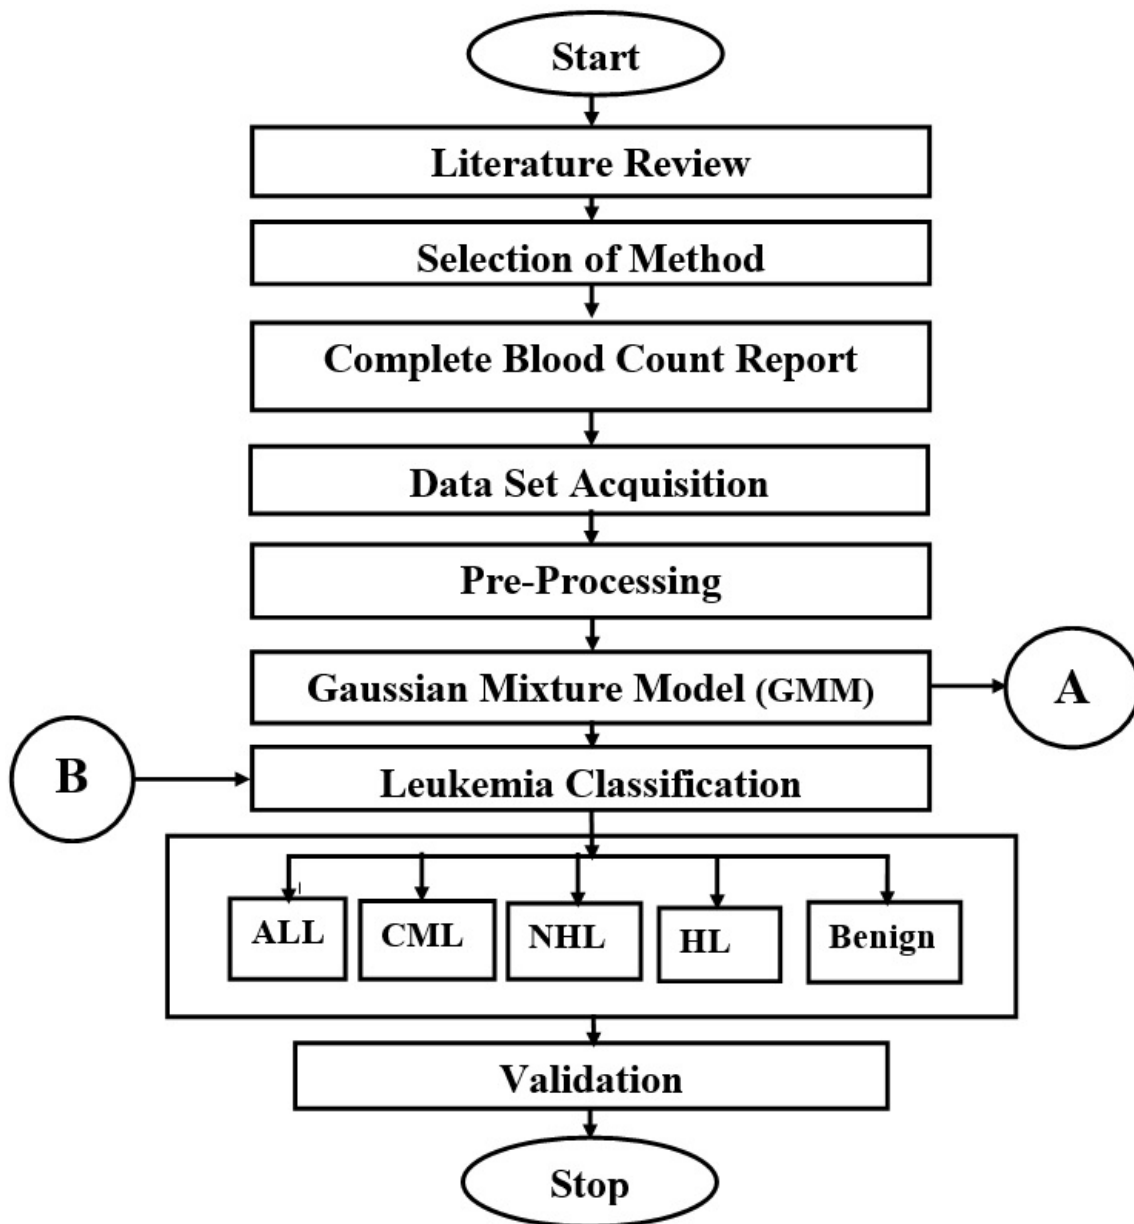 Start
Literature Review
Selection of Method
Complete Blood Count Report
Data Set Acquisition
Pre-Processing
Gaussian Mixture Model (GMM)
A
B
Leukemia Classification
ALL
CML
NHL
HL
Benign
Validation
Stop